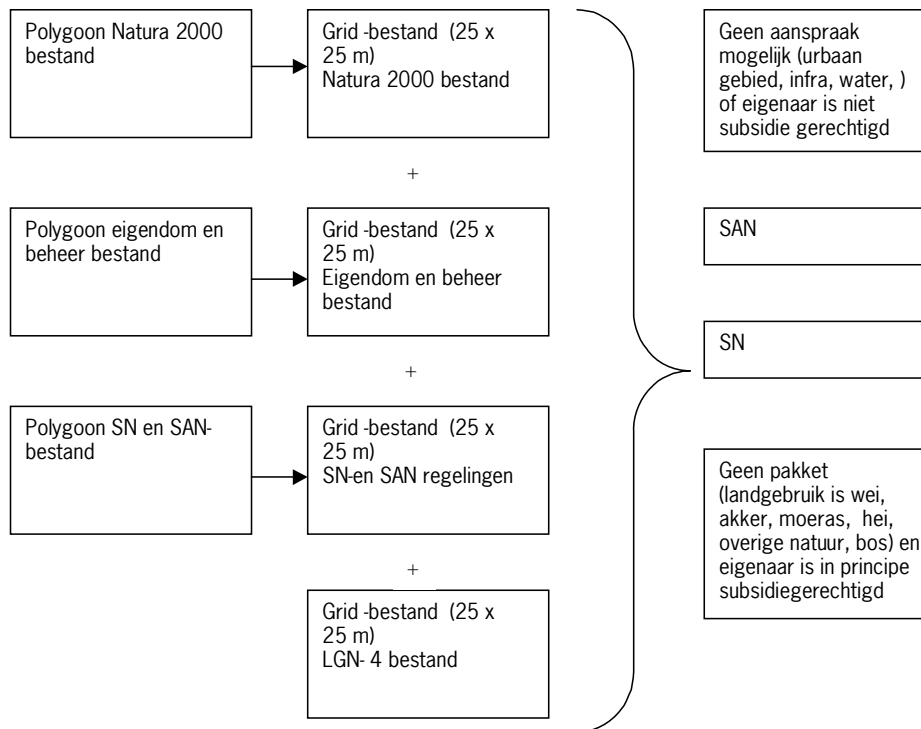 Polygoon Natura 2000
bestand
Grid -bestand (25 x
25 m)
Natura 2000 bestand
Geen aanspraak
mogelijk (urbaan
gebied, infra, water, )
of eigenaar is niet
subsidie gerechtigd
+
Polygoon eigendom en
beheer bestand
Grid -bestand (25 x
25 m)
Eigendom en beheer
bestand
SAN
SN
+
Polygoon SN en SAN-
bestand
Grid -bestand (25 x
25 m)
SN-en SAN regelingen
Geen pakket
(landgebruik is wei,
akker, moeras, hei,
overige natuur, bos) en
eigenaar is in principe
subsidiegerechtigd
+
Grid -bestand (25 x
25 m)
LGN- 4 bestand